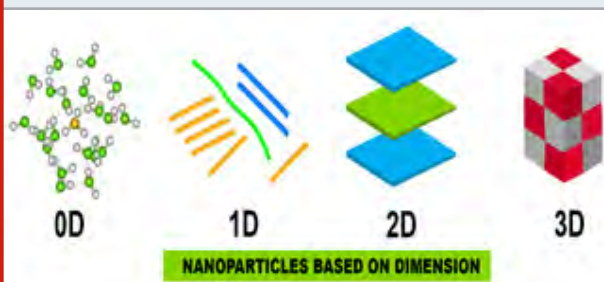 0D 1D 2D 3D
NANOPARTICLES BASED ON DIMENSION